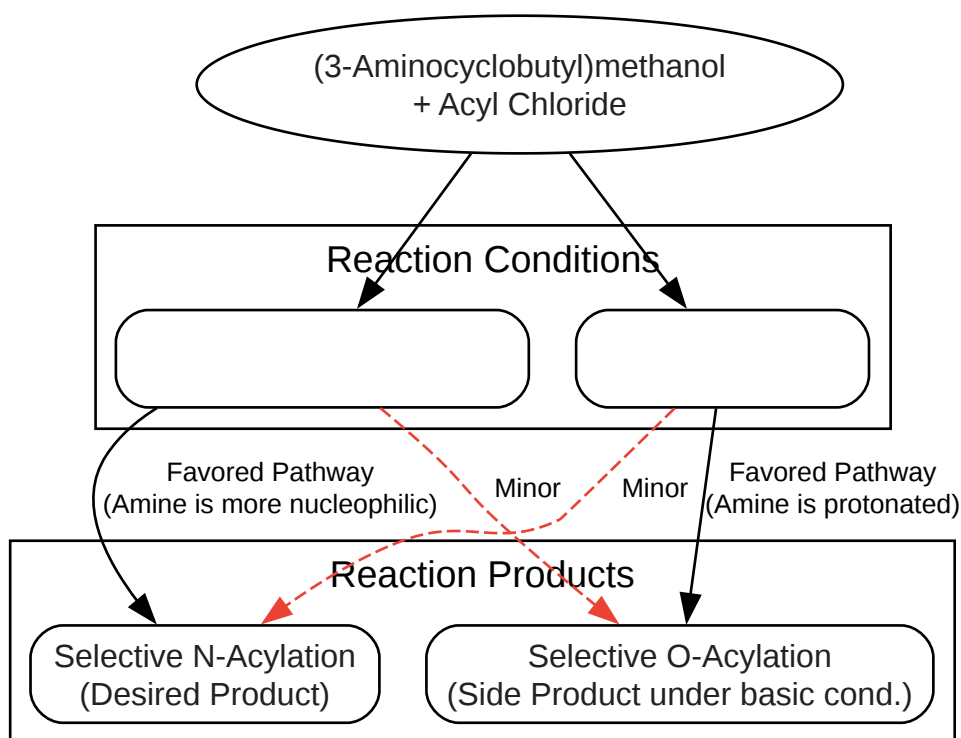 (3-Aminocyclobutyl)methanol
+ Acyl Chloride
Reaction Conditions
Favored Pathway
(Amine is more nucleophilic)
Minor
Minor
Favored Pathway
(Amine is protonated)
Reaction Products
Selective N-Acylation
(Desired Product)
Selective O-Acylation
(Side Product under basic cond.)